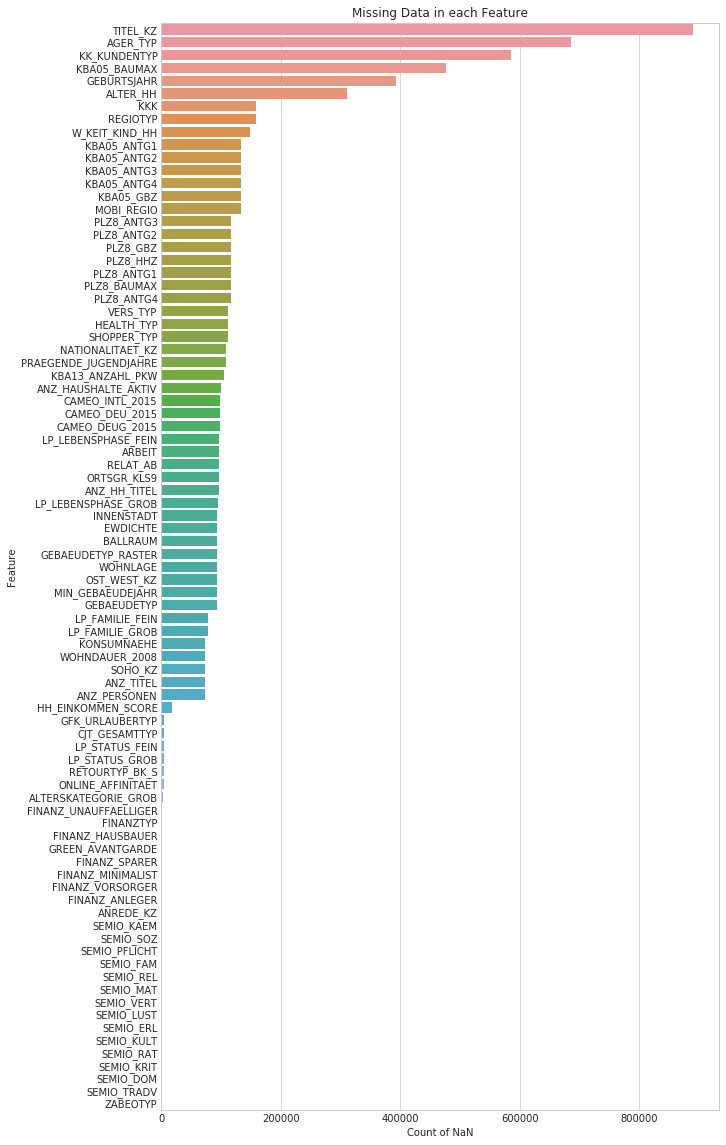 Missing Data in each Feature
TITEL_KZ
AGER_TYP
KK_KUNDENTYP
KBA05_BAUMAX
GEBURTSJAHR
ALTER_HH
KKK
REGIOTYP
W_KEIT_KIND_HH
KBA05_ANTG1
KBA05_ANTG2
KBA05_ANTG3
KBA05_ANTG4
KBA05_GBZ
MOBI_REGIO
PLZ8_ANTG3
PLZ8_ANTG2
PLZ8_GBZ
PLZ8_HHZ
PLZ8_ANTG1
PLZ8_BAUMAX
PLZ8_ANTG4
VERS_TYP
HEALTH_TYP
SHOPPER_TYP
NATIONALITAET_KZ
PRAEGENDE_JUGENDJAHRE
KBA13_ANZAHL_PKW
ANZ_HAUSHALTE_AKTIV
CAMEO_INTL_2015
CAMEO_DEU_2015
CAMEO_DEUG_2015
LP_LEBENSPHASE_FEIN
ARBEIT
RELAT_AB
ORTSGR_KLS9
ANZ_HH_TITEL
LP_LEBENSPHASE_GROB
INNENSTADT
EWDICHTE
BALLRAUM
GEBAEUDETYP_RASTER
WOHNLAGE
OST_WEST_KZ
MIN_GEBAEUDEJAHR
GEBAEUDETYP
LP_FAMILIE_FEIN
LP_FAMILIE_GROB
KONSUMNAEHE
WOHNDAUER_2008
SOHO_KZ
ANZ_TITEL
ANZ_PERSONEN
HH_EINKOMMEN_SCORE
GFK_URLAUBERTYP
CJT_GESAMTTYP
LP_STATUS_FEIN
LP_STATUS_GROB
RETOURTYP_BK_S
ONLINE_AFFINITAET
ALTERSKATEGORIE_GROB
FINANZ_UNAUFFAELLIGER
FINANZTYP
FINANZ_HAUSBAUER
GREEN_AVANTGARDE
FINANZ_SPARER
FINANZ_MINIMALIST
FINANZ_VORSORGER
FINANZ_ANLEGER
ANREDE_KZ
SEMIO_KAEM
SEMIO_SOZ
SEMIO_PFLICHT
SEMIO_FAM
SEMIO_REL
SEMIO_MAT
SEMIO_VERT
SEMIO_LUST
SEMIO_ERL
SEMIO_KULT
SEMIO_RAT
SEMIO_KRIT
SEMIO_DOM
SEMIO_TRADV
ZABEOTYP
Feature
0 200000 400000 600000 800000
Count of NaN